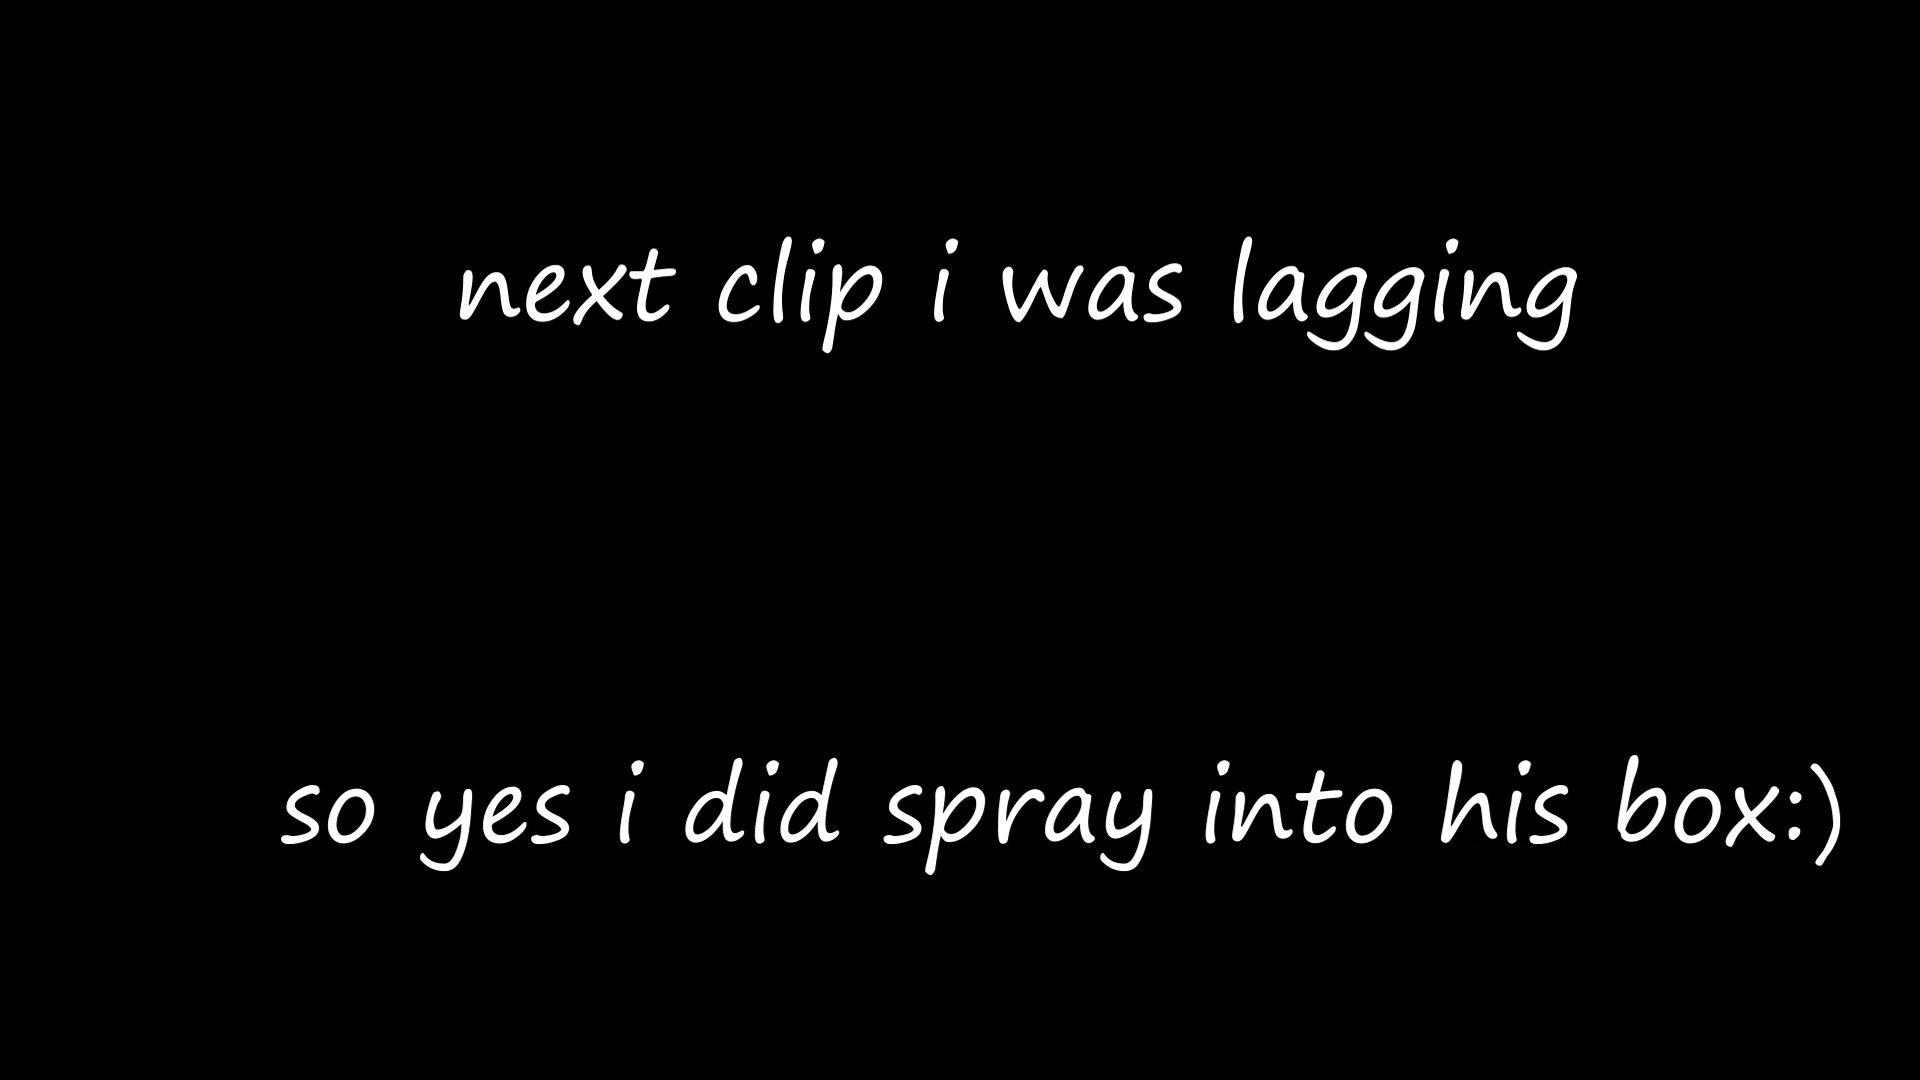 next clip i was lagging
so yes i did spray into his box:)